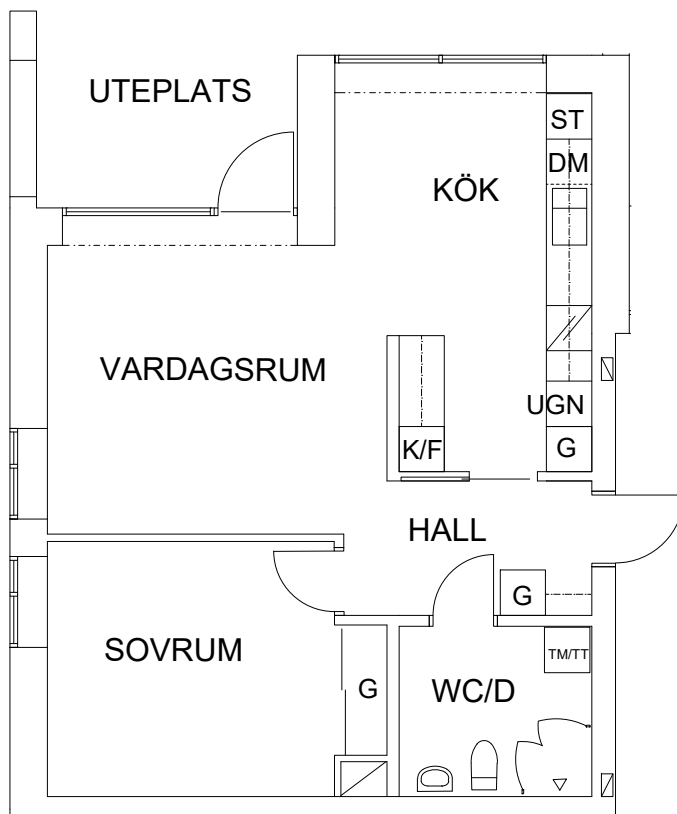 UTEPLATS
ST
DM
KÖK
VARDAGSRUM
UGN
K/F
G
HALL
G
SOVRUM
TM/TT
G
WC/D